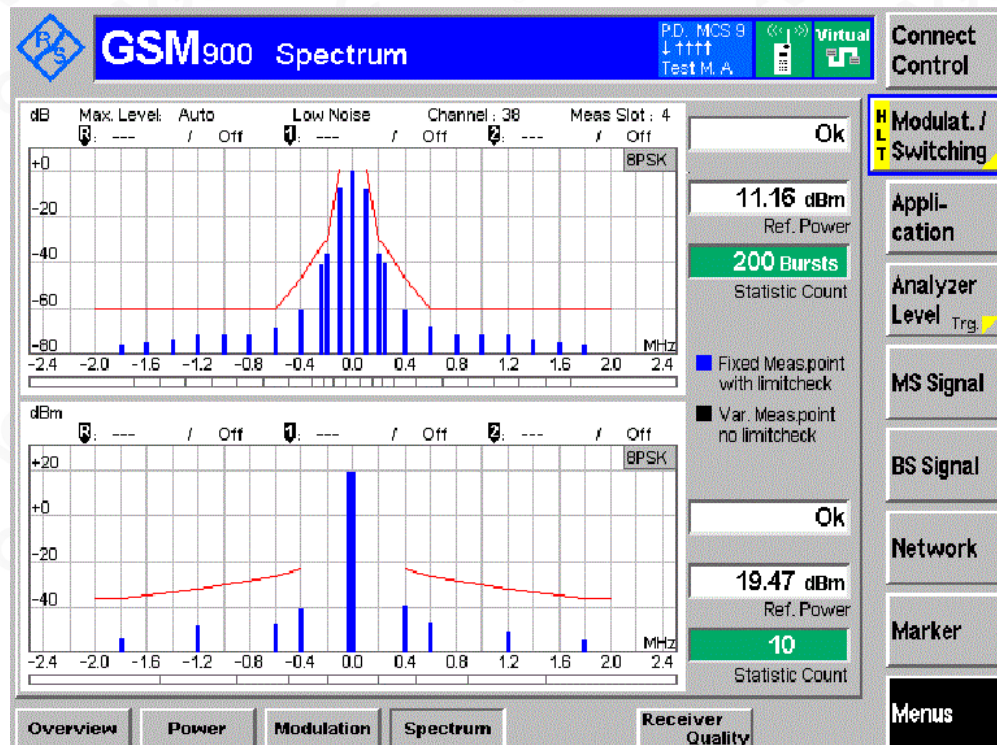 R S
GSM900 Spectrum
P.D. MCS 9
↓ ↑↑↑↑
Test M. A.
Virtual
Connect Control
dB Max. Level: Auto Low Noise Channel : 38 Meas Slot : 4
R: --- / Off 1: --- / Off 2: --- / Off
8PSK
+0
-20
-40
-60
-80
MHz
-2.4 -2.0 -1.6 -1.2 -0.8 -0.4 0.0 0.4 0.8 1.2 1.6 2.0 2.4
Ok
11.16 dBm
Ref. Power
200 Bursts
Statistic Count
Fixed Meas.point
with limitcheck
Var. Meas.point
no limitcheck
dBm
R: --- / Off 1: --- / Off 2: --- / Off
8PSK
+20
+0
-20
-40
MHz
-2.4 -2.0 -1.6 -1.2 -0.8 -0.4 0.0 0.4 0.8 1.2 1.6 2.0 2.4
Ok
19.47 dBm
Ref. Power
10
Statistic Count
HLT
Modulat. /
Switching
Appli-
cation
Analyzer
Level Trg.
MS Signal
BS Signal
Network
Marker
Menus
Overview Power Modulation Spectrum Receiver
Quality